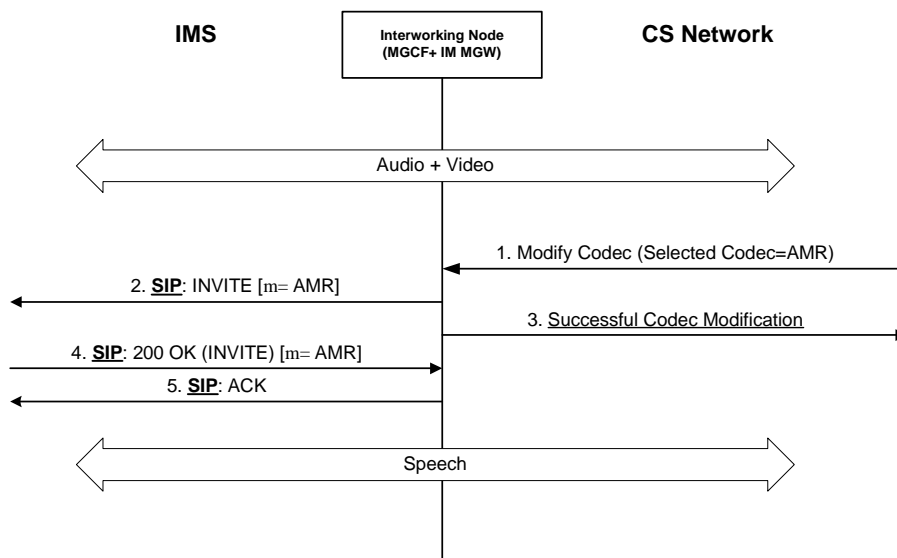 IMS
Interworking Node
(MGCF+ IM MGW)
CS Network
Audio + Video
1. Modify Codec (Selected Codec=AMR)
2. SIP: INVITE [m= AMR]
3. Successful Codec Modification
4. SIP: 200 OK (INVITE) [m= AMR]
5. SIP: ACK
Speech